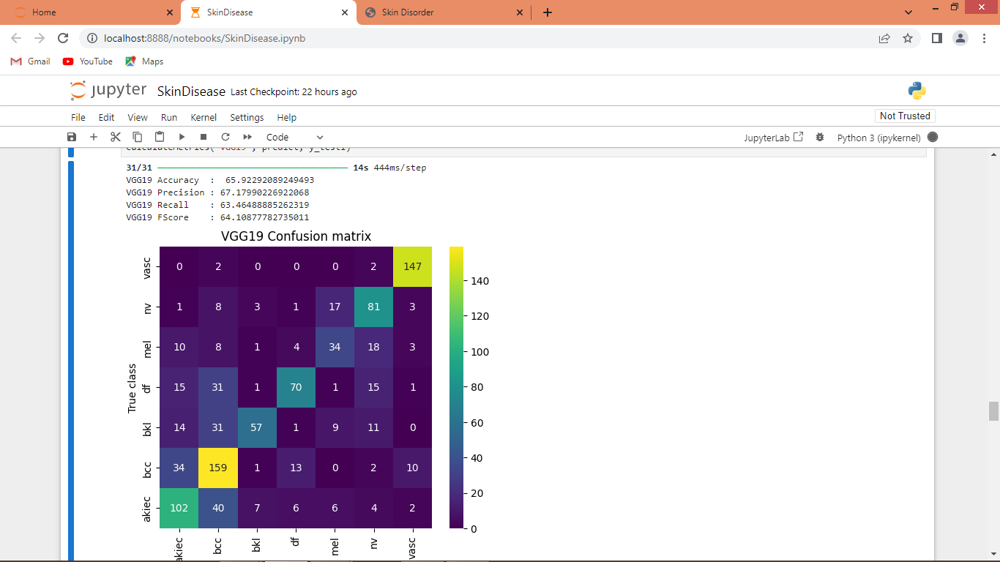 Home
SkinDisease
Skin Disorder
localhost:8888/notebooks/SkinDisease.ipynb
Gmail
YouTube
Maps
jupyter SkinDisease Last Checkpoint: 22 hours ago
File Edit View Run Kernel Settings Help
Not Trusted
Code
JupyterLab
Python 3 (ipykernel)
calculateMetrics("VGG19", predict, y_test1)
31/31 14s 444ms/step
VGG19 Accuracy : 65.92292089249493
VGG19 Precision : 67.17990226922068
VGG19 Recall : 63.46488885262319
VGG19 FScore : 64.10877782735011
VGG19 Confusion matrix
vasc 0 2 0 0 0 2 147
nv 1 8 3 1 17 81 3
mel 10 8 1 4 34 18 3
df 15 31 1 70 1 15 1
bkl 14 31 57 1 9 11 0
bcc 34 159 1 13 0 2 10
akiec 102 40 7 6 6 4 2
True class
akiec bcc bkl df mel nv vasc
140
120
100
80
60
40
20
0